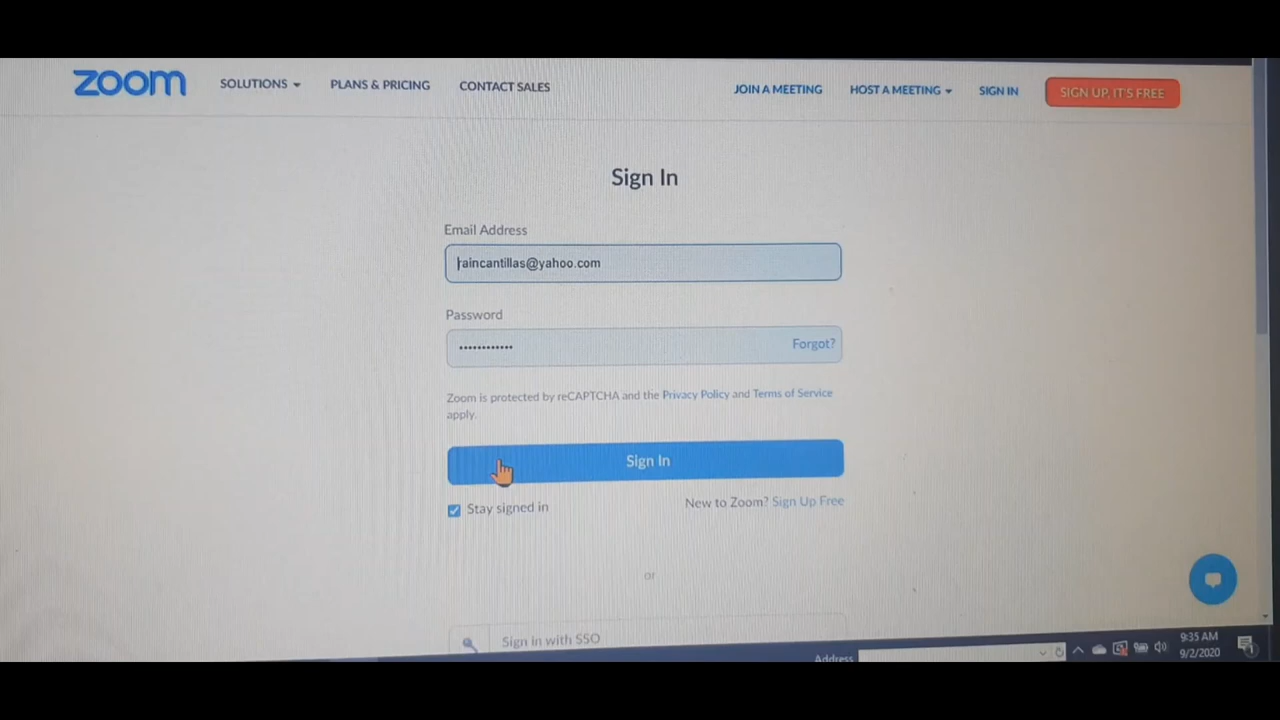 zoom
SOLUTIONS
PLANS & PRICING
CONTACT SALES
JOIN A MEETING
HOST A MEETING
SIGN IN
SIGN UP, IT'S FREE
Sign In
Email Address
raincantillas@yahoo.com
Password
••••••••••••
Forgot?
Zoom is protected by reCAPTCHA and the Privacy Policy and Terms of Service
apply.
Sign In
Stay signed in
New to Zoom? Sign Up Free
or
Sign in with SSO
Address
9:35 AM
9/2/2020
1